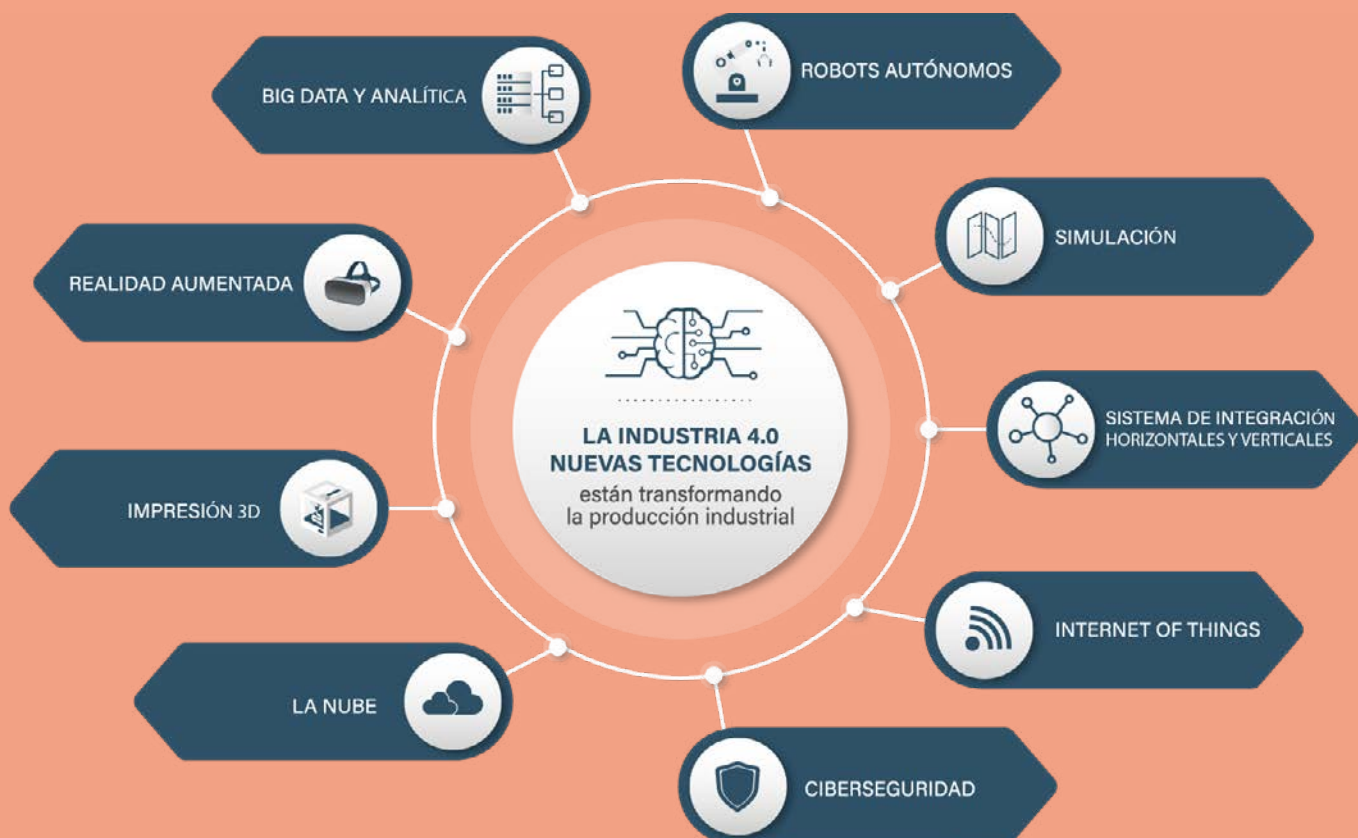 BIG DATA Y ANALÍTICA
ROBOTS AUTÓNOMOS
SIMULACIÓN
REALIDAD AUMENTADA
SISTEMA DE INTEGRACIÓN
HORIZONTALES Y VERTICALES
LA INDUSTRIA 4.0
NUEVAS TECNOLOGÍAS
están transformando
la producción industrial
IMPRESIÓN 3D
INTERNET OF THINGS
LA NUBE
CIBERSEGURIDAD